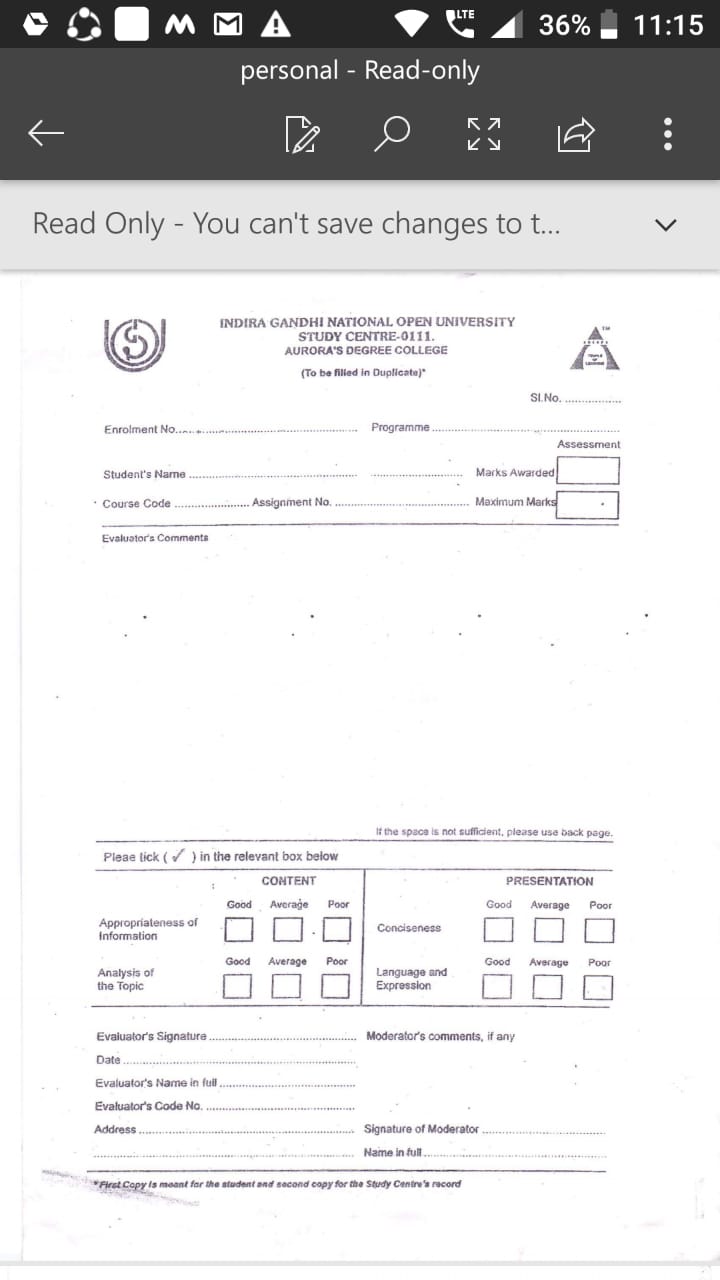 LTE 36% 11:15
personal - Read-only
Read Only - You can't save changes to t...
INDIRA GANDHI NATIONAL OPEN UNIVERSITY
STUDY CENTRE-0111.
AURORA'S DEGREE COLLEGE
(To be filled in Duplicate)*
TM
Sl.No. ................
Enrolment No. ................ Programme ................
Assessment
Student's Name ................ ................ Marks Awarded
Course Code ................ Assignment No. ................ Maximum Marks
Evaluator's Comments
If the space is not sufficient, please use back page.
Pleae tick ( ✓ ) in the relevant box below
CONTENT PRESENTATION
Good Average Poor Good Average Poor
Appropriateness of
Information Conciseness
Good Average Poor Good Average Poor
Analysis of
the Topic
Language and
Expression
Evaluator's Signature ................ Moderator's comments, if any
Date ................
Evaluator's Name in full ................
Evaluator's Code No. ................
Address ................ Signature of Moderator ................
................ Name in full ................
*First Copy is meant for the student and second copy for the Study Centre's record